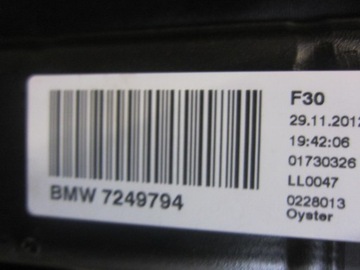 F30
29.11.2012
19:42:06
01730326
LL0047
BMW 7249794
0228013
Oyster